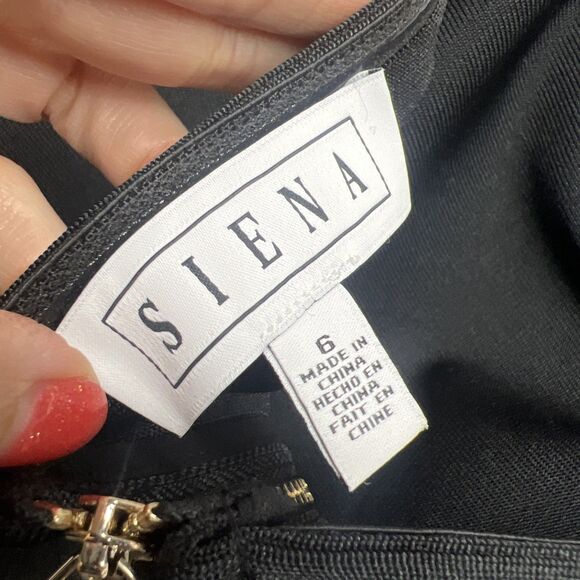 SIENA
6
MADE IN
CHINA
HECHO EN
CHINA
FAIT EN
CHINE